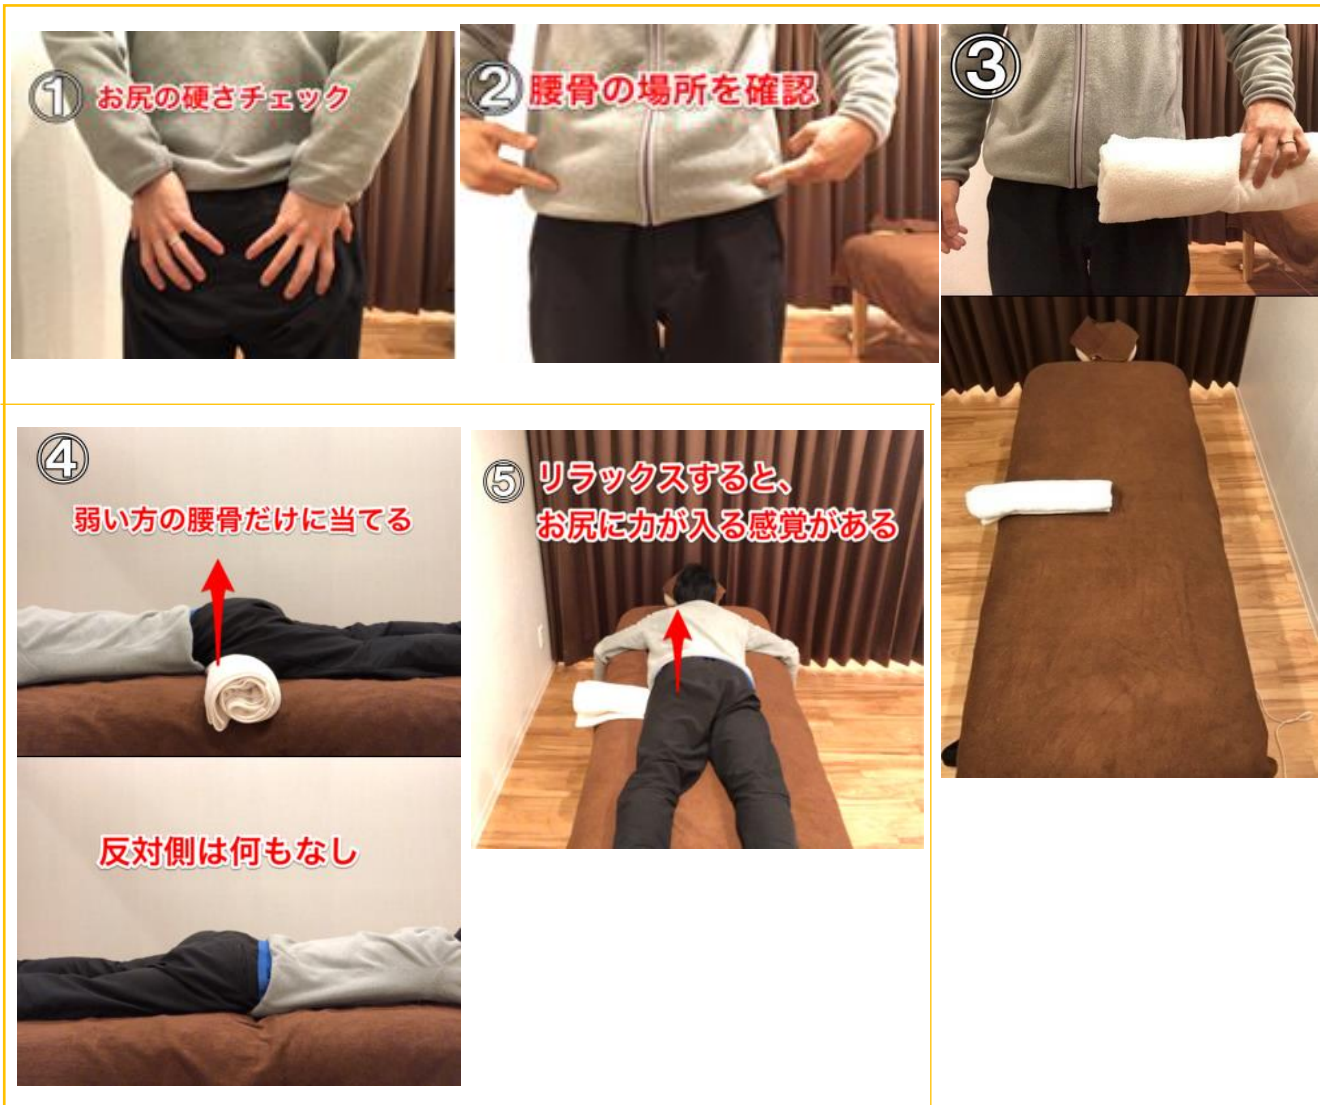 ① お尻の硬さチェック
② 腰骨の場所を確認
③
④
弱い方の腰骨だけに当てる
反対側は何もなし
⑤ リラックスすると、
お尻に力が入る感覚がある